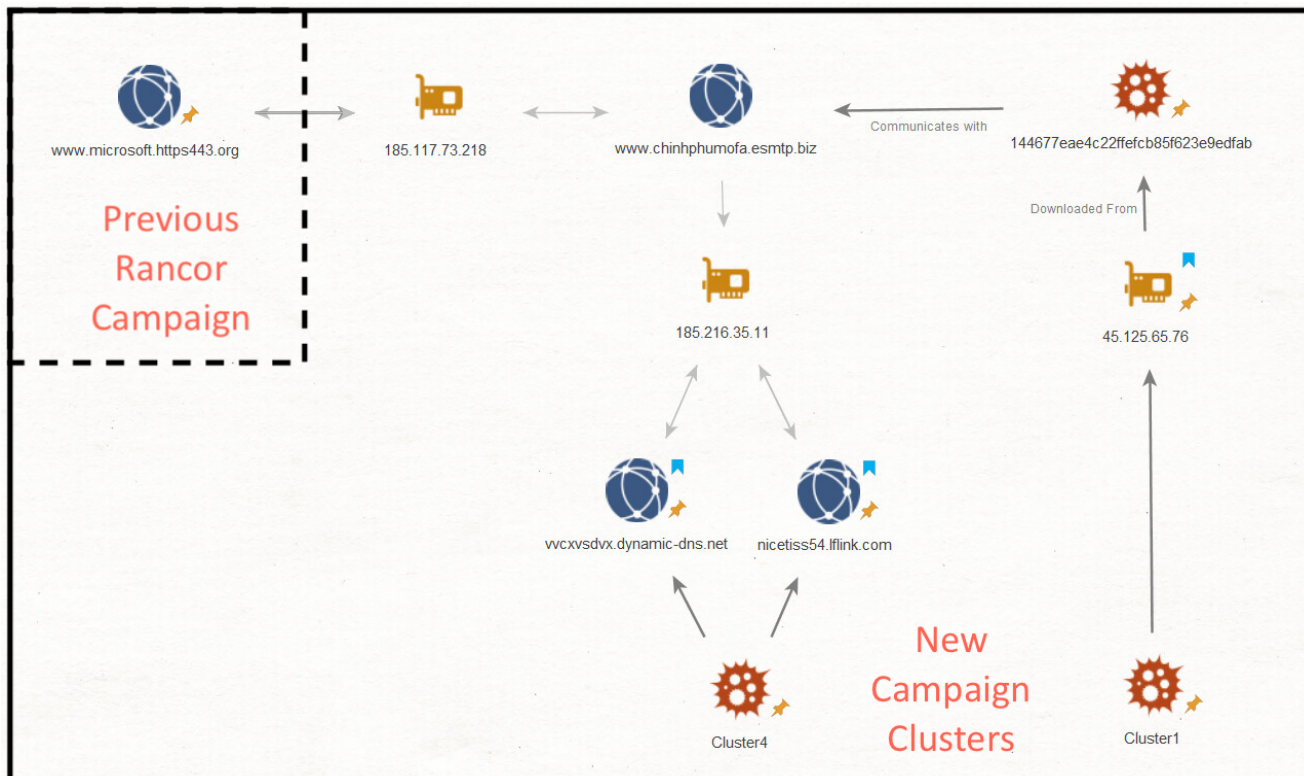 www.microsoft.https443.org
185.117.73.218
www.chinhphumofa.esmtp.biz
Communicates with
144677eae4c22ffefcb85f623e9edfab
Previous
Rancor
Campaign
Downloaded From
185.216.35.11
45.125.65.76
vvcxvsdvx.dynamic-dns.net
nicetiss54.lflink.com
New
Campaign
Clusters
Cluster4
Cluster1